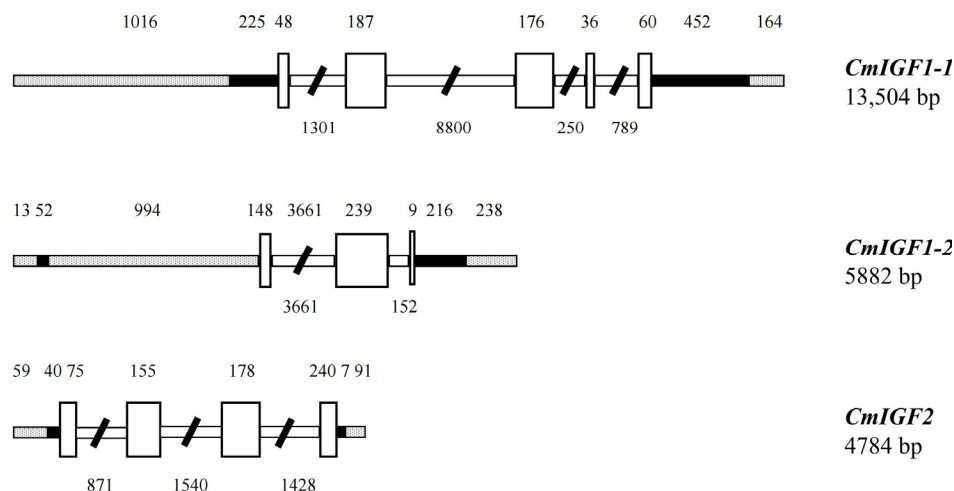 1016 225 48 187 176 36 60 452 164
CmIGF1-1
13,504 bp
1301 8800 250 789
13 52 994 148 3661 239 9 216 238
CmIGF1-2
5882 bp
3661 152
59 40 75 155 178 240 7 91
CmIGF2
4784 bp
871 1540 1428